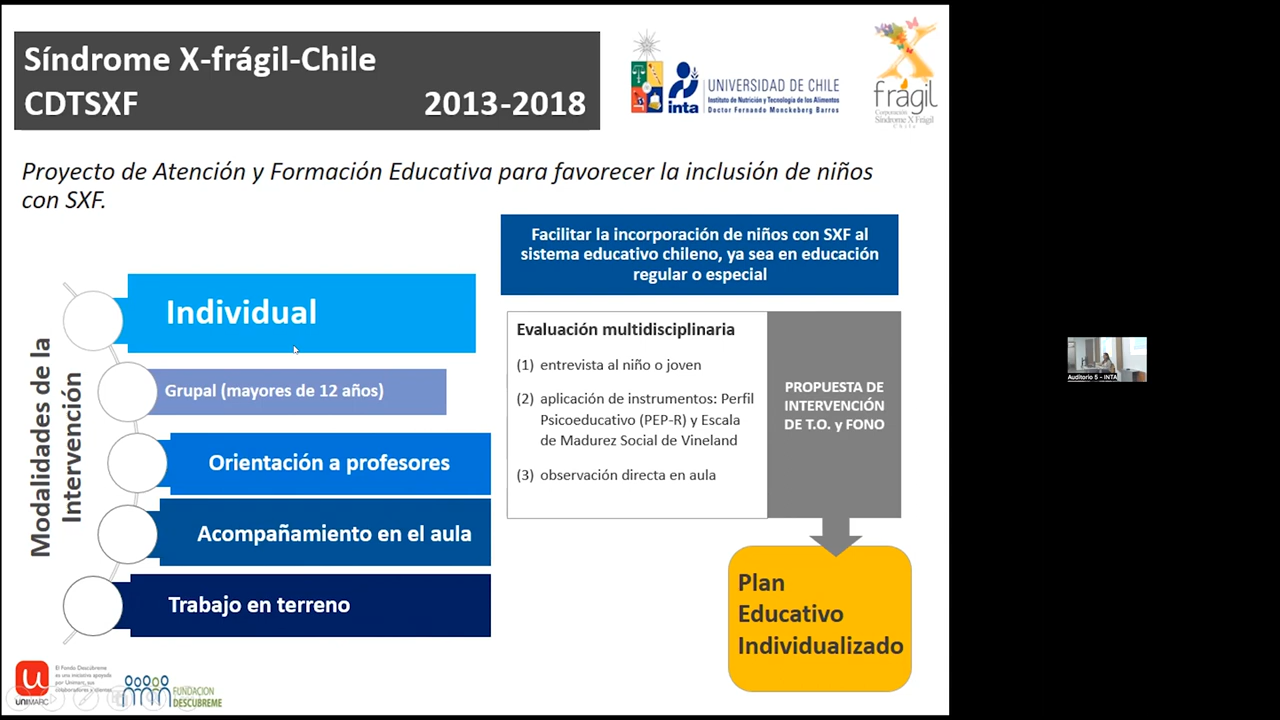 Síndrome X-frágil-Chile
CDTSXF 2013-2018
UNIVERSIDAD DE CHILE
Instituto de Nutrición y Tecnología de los Alimentos
Doctor Fernando Monckeberg Barros
inta
frágil
Corporación
Síndrome X Frágil
Chile
Proyecto de Atención y Formación Educativa para favorecer la inclusión de niños
con SXF.
Facilitar la incorporación de niños con SXF al
sistema educativo chileno, ya sea en educación
regular o especial
Modalidades de la
Intervención
Individual
Grupal (mayores de 12 años)
Orientación a profesores
Acompañamiento en el aula
Trabajo en terreno
Evaluación multidisciplinaria
(1) entrevista al niño o joven
(2) aplicación de instrumentos: Perfil
Psicoeducativo (PEP-R) y Escala
de Madurez Social de Vineland
(3) observación directa en aula
PROPUESTA DE
INTERVENCIÓN
DE T.O. y FONO
Plan
Educativo
Individualizado
UNIMARC
El Fondo Descubreme
es una iniciativa apoyada
por Unimarc, sus
colaboradores y clientes
FUNDACION
DESCUBREME
Auditorio 5 - INTA